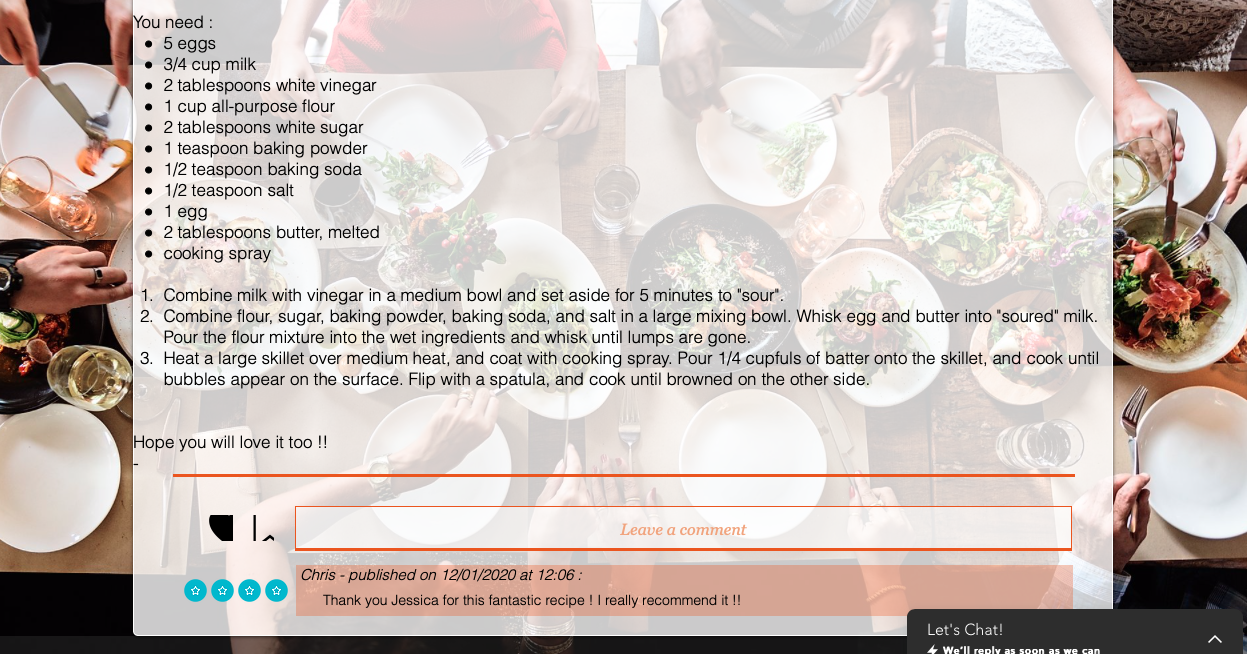 You need :
● 5 eggs
● 3/4 cup milk
● 2 tablespoons white vinegar
● 1 cup all-purpose flour
● 2 tablespoons white sugar
● 1 teaspoon baking powder
● 1/2 teaspoon baking soda
● 1/2 teaspoon salt
● 1 egg
● 2 tablespoons butter, melted
● cooking spray
1. Combine milk with vinegar in a medium bowl and set aside for 5 minutes to "sour".
2. Combine flour, sugar, baking powder, baking soda, and salt in a large mixing bowl. Whisk egg and butter into "soured" milk.
Pour the flour mixture into the wet ingredients and whisk until lumps are gone.
3. Heat a large skillet over medium heat, and coat with cooking spray. Pour 1/4 cupfuls of batter onto the skillet, and cook until
bubbles appear on the surface. Flip with a spatula, and cook until browned on the other side.
Hope you will love it too !!
-
Leave a comment
Chris - published on 12/01/2020 at 12:06 :
Thank you Jessica for this fantastic recipe ! I really recommend it !!
Let's Chat!
We'll reply as soon as we can